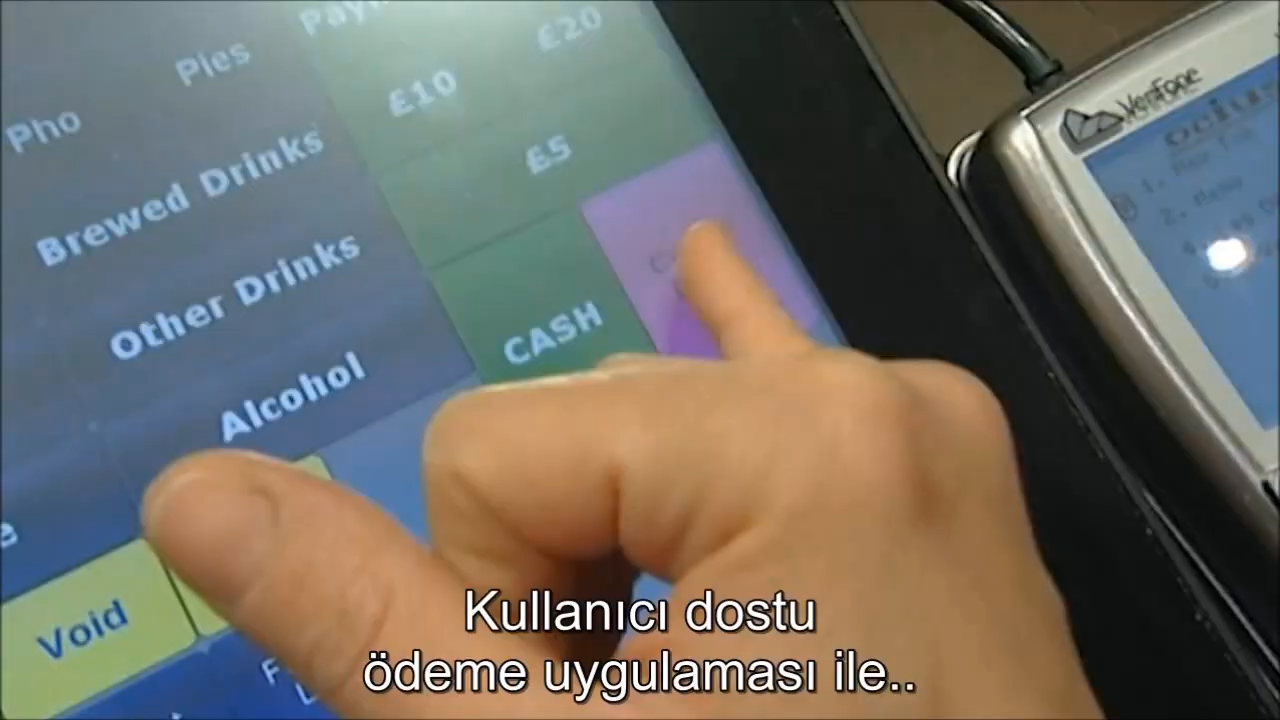 Pies
£20
Pho
£10
Brewed Drinks
£5
Other Drinks
CASH
Alcohol
Void
VeriFone
Kullanıcı dostu
ödeme uygulaması ile..